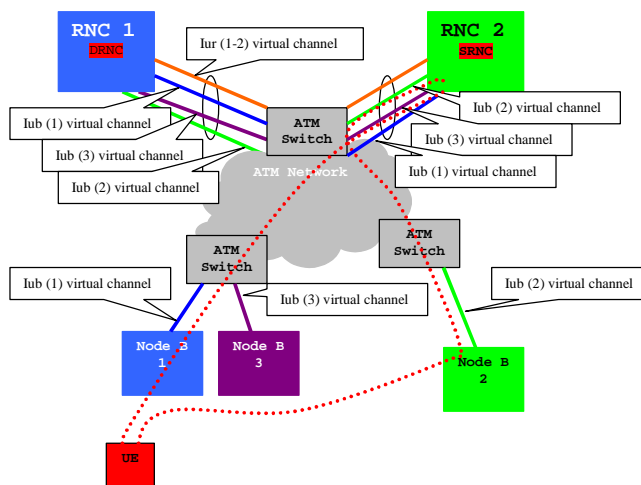 RNC 1
DRNC
Iur (1-2) virtual channel
RNC 2
SRNC
Iub (1) virtual channel
Iub (3) virtual channel
Iub (2) virtual channel
ATM
Switch
Iub (2) virtual channel
Iub (3) virtual channel
Iub (1) virtual channel
ATM Network
ATM
Switch
ATM
Switch
Iub (1) virtual channel
Iub (3) virtual channel
Iub (2) virtual channel
Node B
1
Node B
3
Node B
2
UE